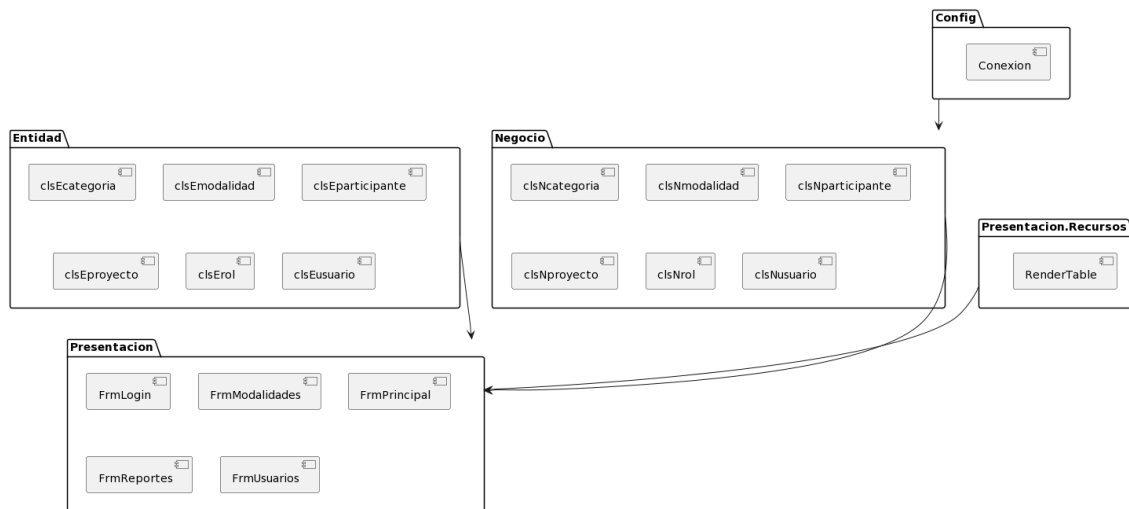 Config
Conexion
Entidad
clsEcategoria
clsEmodalidad
clsEparticipante
clsEproyecto
clsErol
clsEusuario
Negocio
clsNcategoria
clsNmodalidad
clsNparticipante
clsNproyecto
clsNrol
clsNusuario
Presentacion.Recursos
RenderTable
Presentacion
FrmLogin
FrmModalidades
FrmPrincipal
FrmReportes
FrmUsuarios